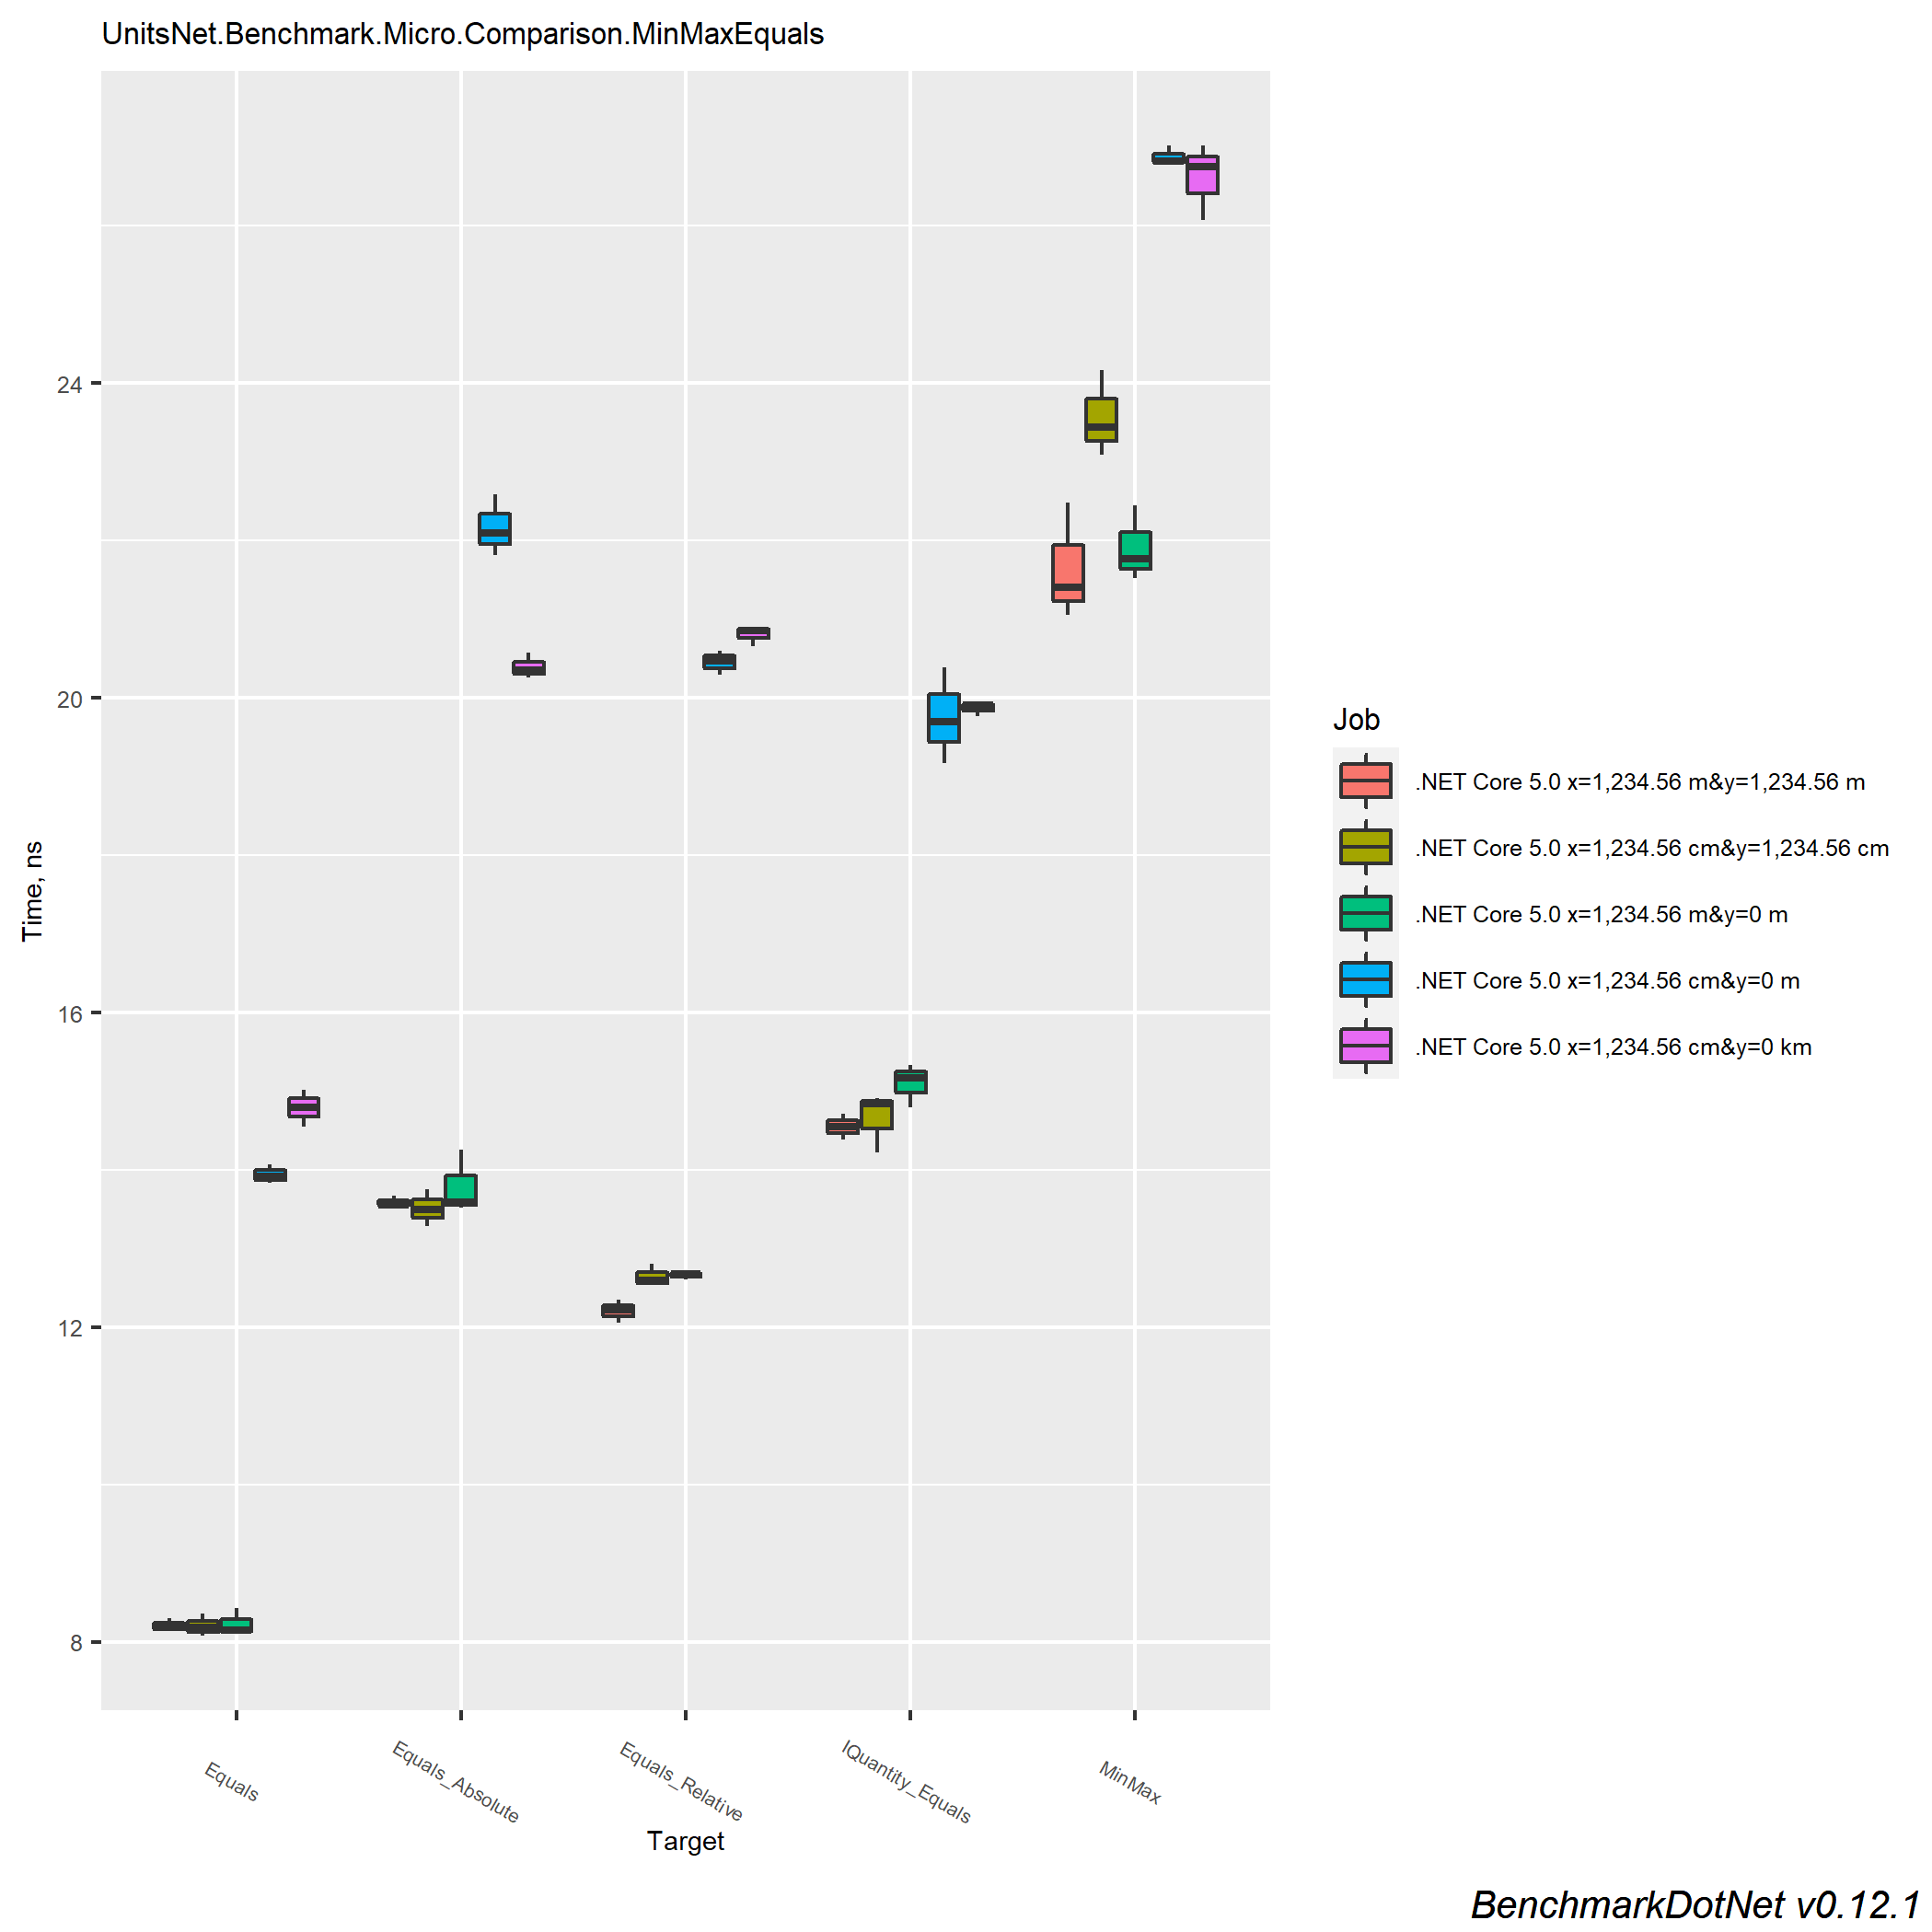 UnitsNet.Benchmark.Micro.Comparison.MinMaxEquals
24
20
16
12
8
Time, ns
Equals
Equals_Absolute
Equals_Relative
IQuantity_Equals
MinMax
Target
Job
.NET Core 5.0 x=1,234.56 m&y=1,234.56 m
.NET Core 5.0 x=1,234.56 cm&y=1,234.56 cm
.NET Core 5.0 x=1,234.56 m&y=0 m
.NET Core 5.0 x=1,234.56 cm&y=0 m
.NET Core 5.0 x=1,234.56 cm&y=0 km
BenchmarkDotNet v0.12.1